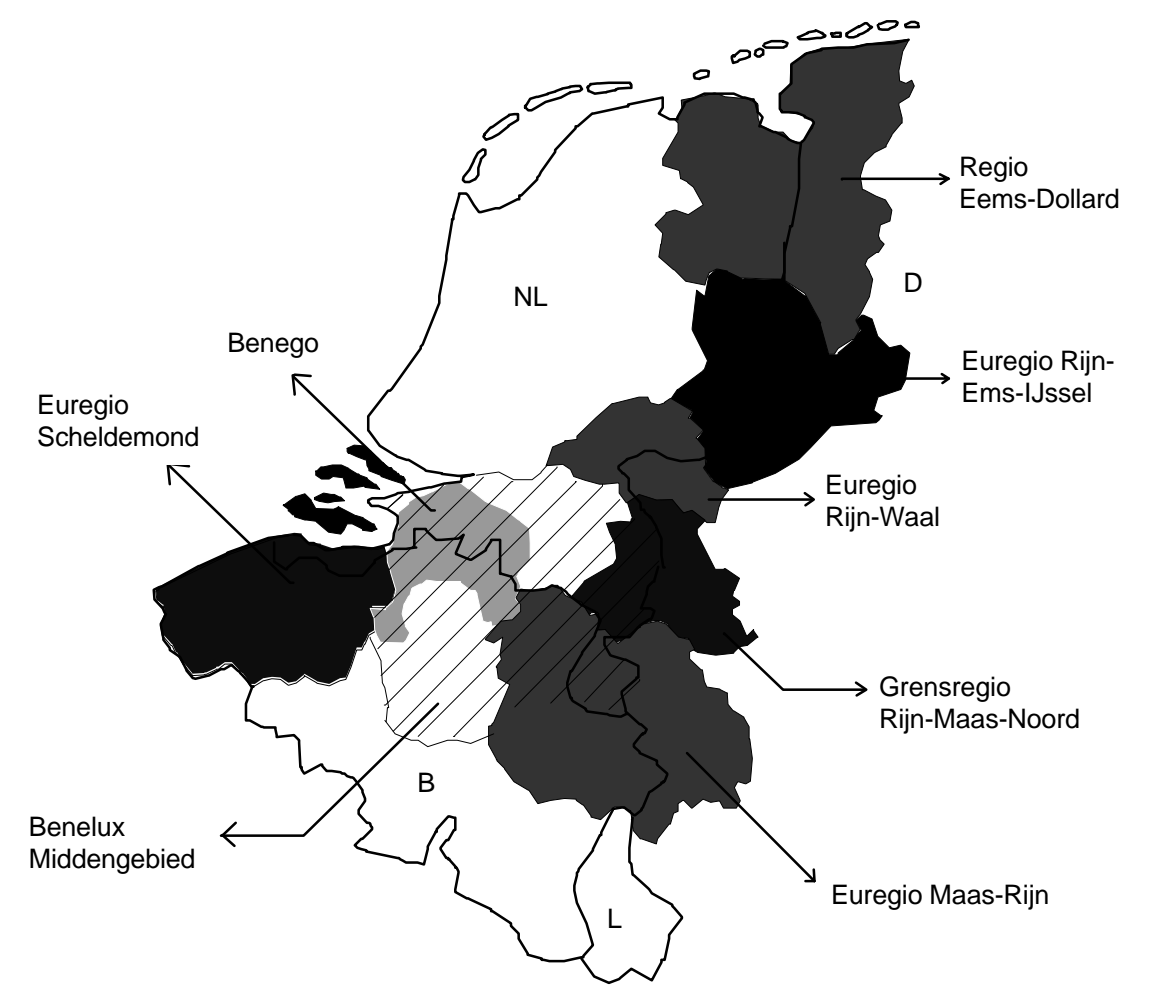 Regio
Eems-Dollard
D
NL
Benego
Euregio Rijn-
Ems-IJssel
Euregio
Scheldemond
Euregio
Rijn-Waal
Grensregio
Rijn-Maas-Noord
B
Benelux
Middengebied
Euregio Maas-Rijn
L